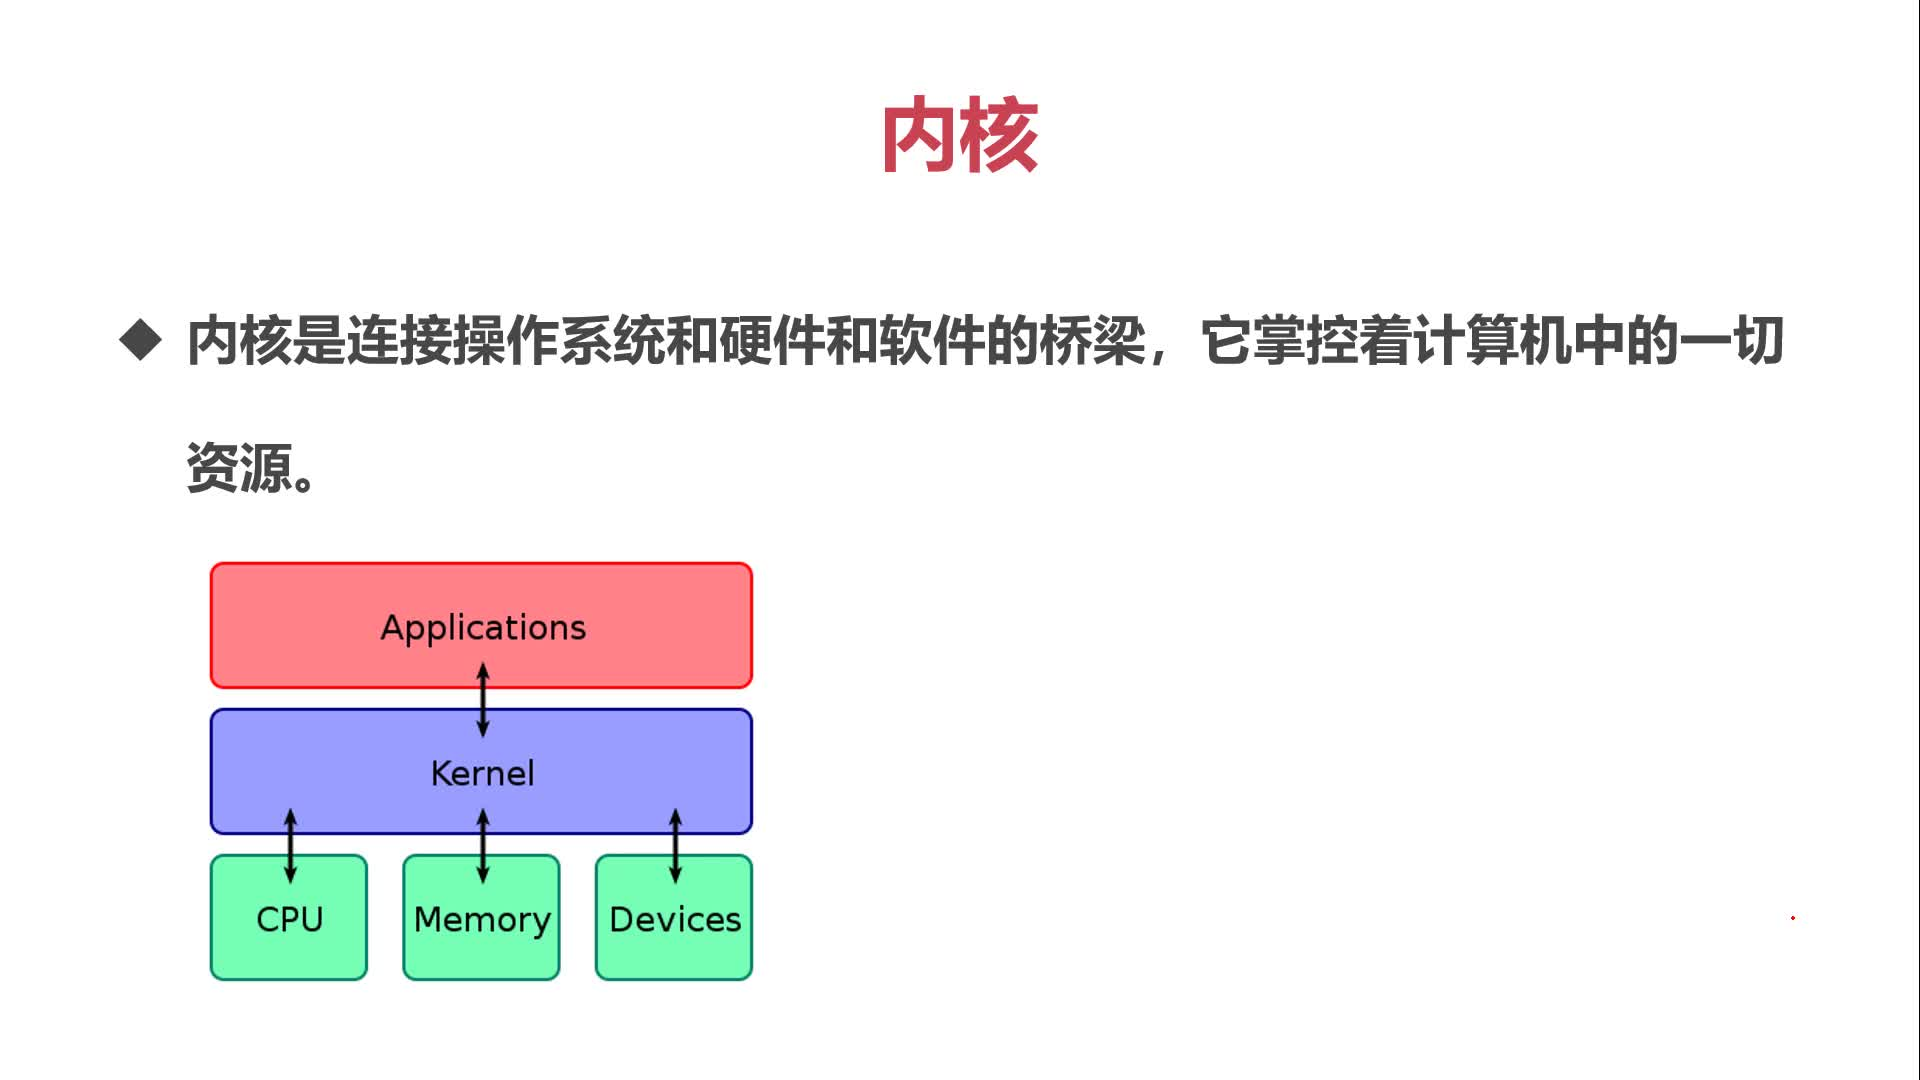 内核
内核是连接操作系统和硬件和软件的桥梁，它掌控着计算机中的一切
资源。
Applications
Kernel
CPU Memory Devices